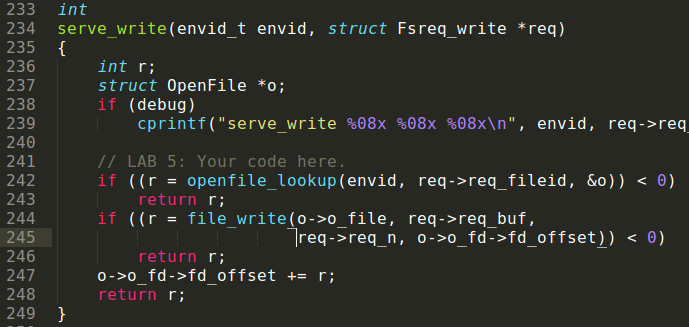 233 int
234 serve_write(envid_t envid, struct Fsreq_write *req)
235 {
236     int r;
237     struct OpenFile *o;
238     if (debug)
239         cprintf("serve_write %08x %08x %08x\n", envid, req->req_
240
241     // LAB 5: Your code here.
242     if ((r = openfile_lookup(envid, req->req_fileid, &o)) < 0)
243         return r;
244     if ((r = file_write(o->o_file, req->req_buf,
245                         req->req_n, o->o_fd->fd_offset)) < 0)
246         return r;
247     o->o_fd->fd_offset += r;
248     return r;
249 }